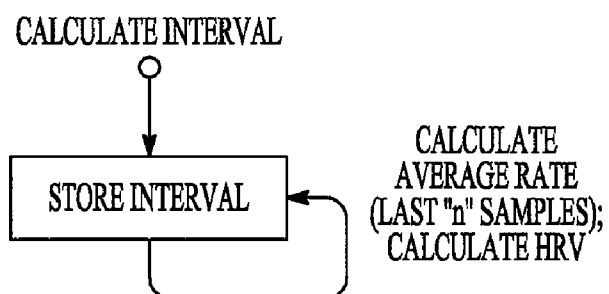 CALCULATE INTERVAL
STORE INTERVAL
CALCULATE
AVERAGE RATE
(LAST "n" SAMPLES);
CALCULATE HRV